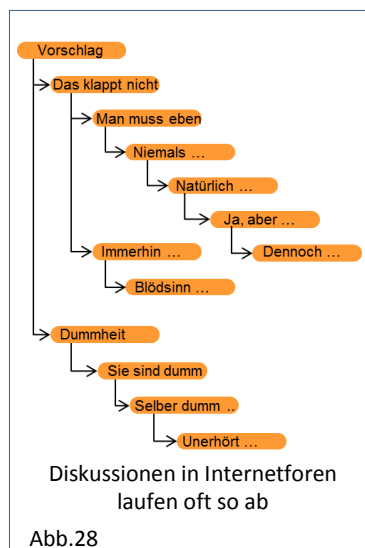 Vorschlag
Das klappt nicht
Man muss eben
Niemals ...
Natürlich ...
Ja, aber ...
Dennoch ...
Immerhin ...
Blödsinn ...
Dummheit
Sie sind dumm
Selber dumm ..
Unerhört ...
Diskussionen in Internetforen
laufen oft so ab
Abb.28